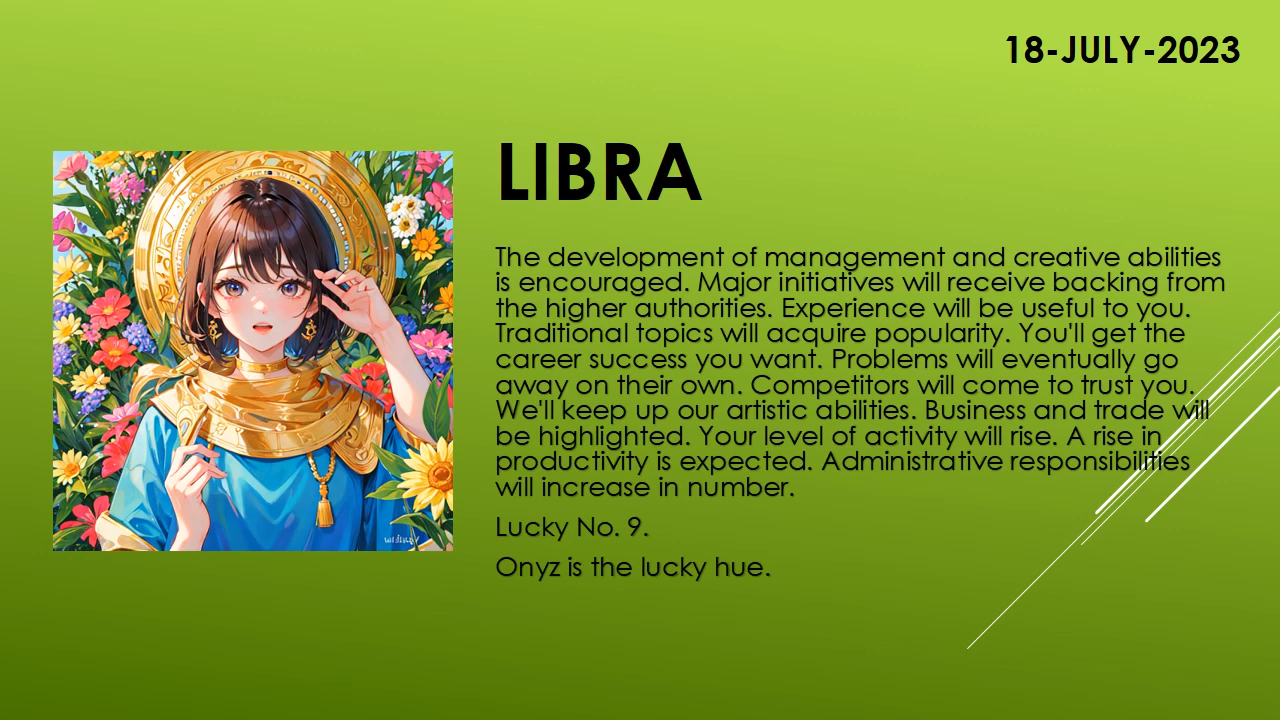 18-JULY-2023
LIBRA
The development of management and creative abilities
is encouraged. Major initiatives will receive backing from
the higher authorities. Experience will be useful to you.
Traditional topics will acquire popularity. You'll get the
career success you want. Problems will eventually go
away on their own. Competitors will come to trust you.
We'll keep up our artistic abilities. Business and trade will
be highlighted. Your level of activity will rise. A rise in
productivity is expected. Administrative responsibilities
will increase in number.
Lucky No. 9.
Onyz is the lucky hue.